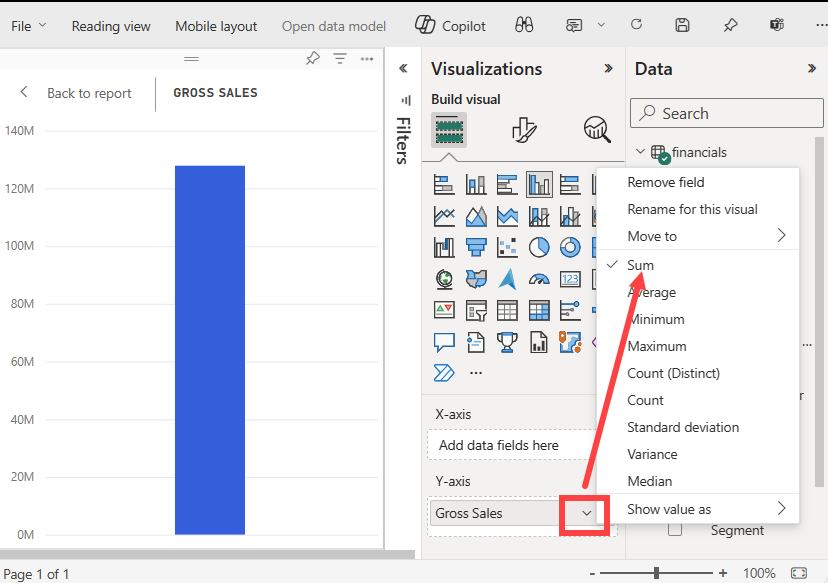 File Reading view Mobile layout Open data model Copilot
Back to report GROSS SALES
140M
120M
100M
80M
60M
40M
20M
0M
Page 1 of 1
Filters
Visualizations
Build visual
123
X-axis
Add data fields here
Y-axis
Gross Sales
Data
Search
financials
Remove field
Rename for this visual
Move to
Sum
Average
Minimum
Maximum
Count (Distinct)
Count
Standard deviation
Variance
Median
Show value as
Segment
- + 100%